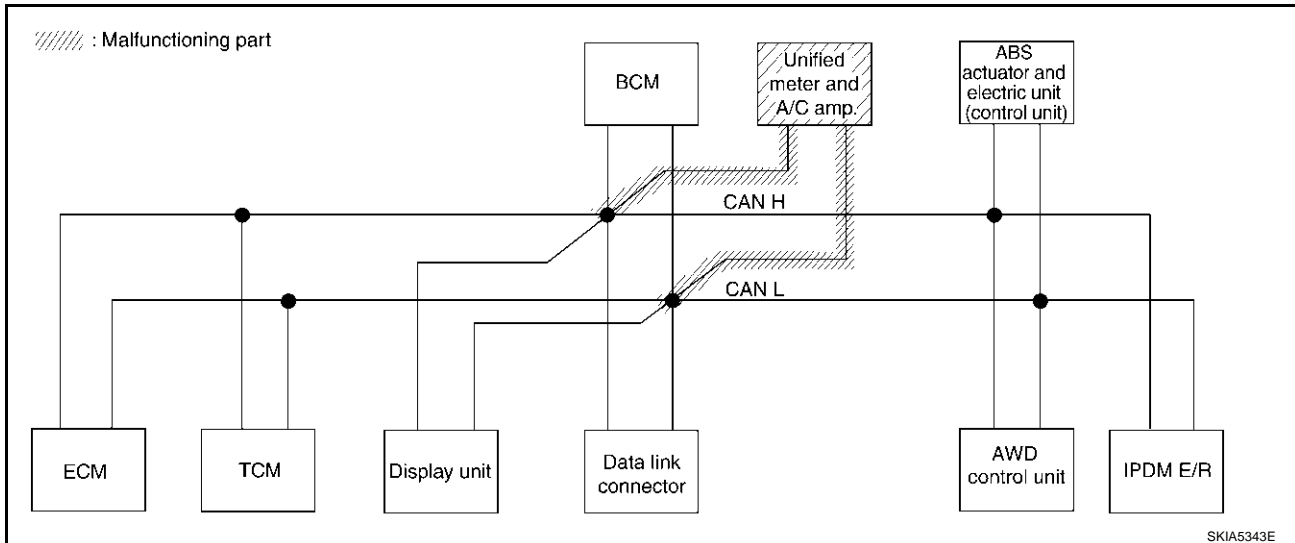 : Malfunctioning part
BCM
Unified
meter and
A/C amp.
ABS
actuator and
electric unit
(control unit)
CAN H
CAN L
ECM
TCM
Display unit
Data link
connector
AWD
control unit
IPDM E/R
SKIA5343E